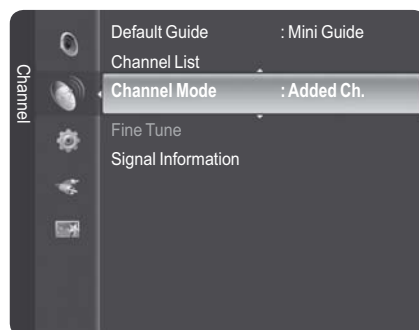 Channel
Default Guide : Mini Guide
Channel List
Channel Mode : Added Ch.
Fine Tune
Signal Information